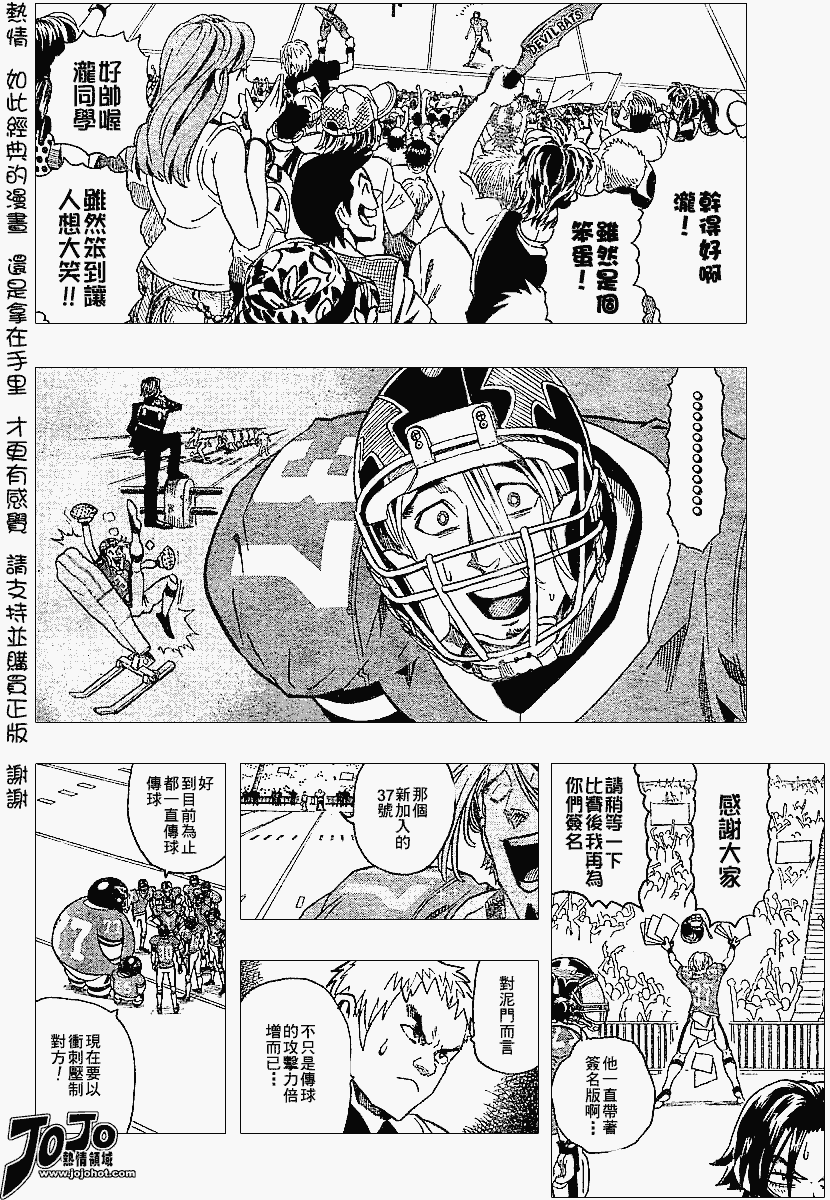 幹得好啊
瀧！
雖然是個
笨蛋！
DEVILBATS
好帥喔
瀧同學
雖然笨到讓
人想大笑!!
…………
37
感謝大家
請稍等一下
比賽後我再為
你們簽名
他一直帶著
簽名版啊…
那個
新加入的
37號
對泥門而言
不只是傳球
的攻擊力倍
增而已…
好
到目前為止
都一直傳球
傳球
7
現在要以
衝刺壓制
對方！
熱情 如此經典的漫畫 還是拿在手里 才更有感覺 請支持並購買正版 謝謝
JOJO
熱情領域
www.jojohot.com